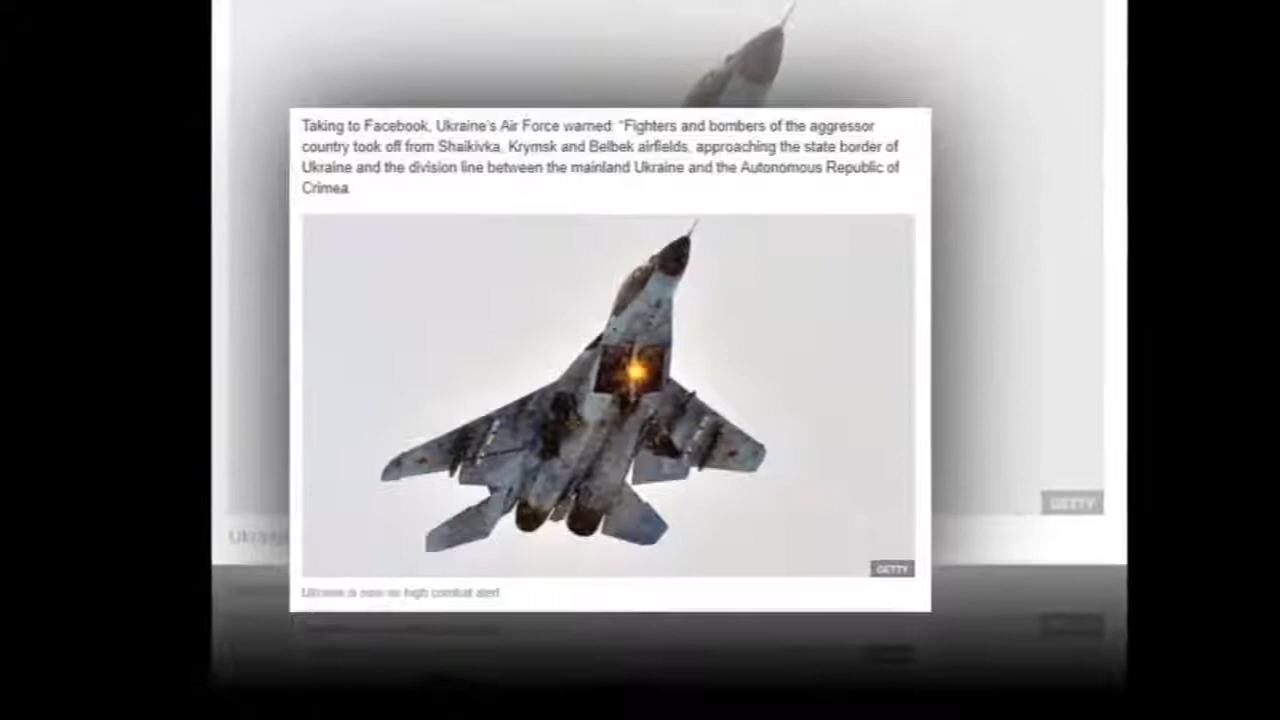 Taking to Facebook, Ukraine's Air Force warned: "Fighters and bombers of the aggressor
country took off from Shaikivka, Krymsk and Belbek airfields, approaching the state border of
Ukraine and the division line between the mainland Ukraine and the Autonomous Republic of
Crimea
GETTY
GETTY
Ukraine is now on high combat alert